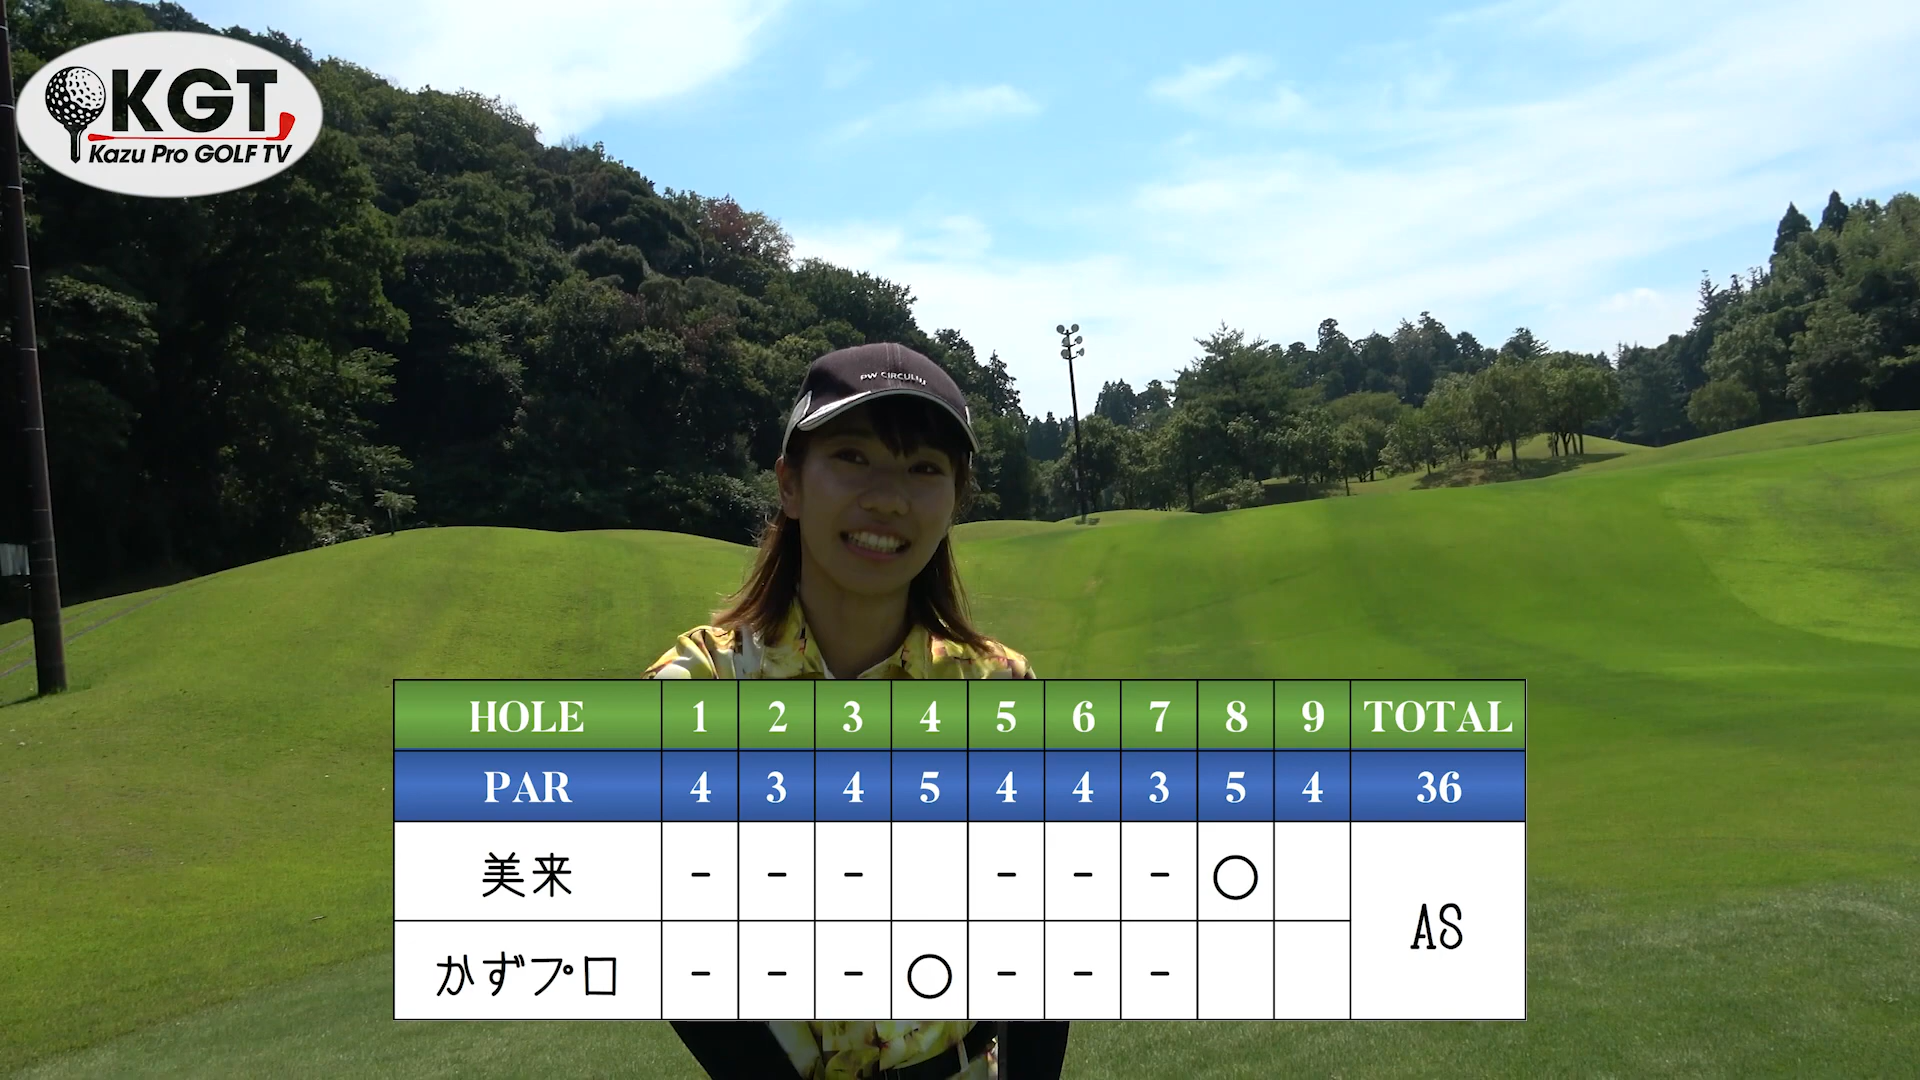 KGT
Kazu Pro GOLF TV
PW CIRCULUS
HOLE 1 2 3 4 5 6 7 8 9 TOTAL
PAR 4 3 4 5 4 4 3 5 4 36
美来 - - - - - - ○
かずプロ - - - ○ - - -
AS